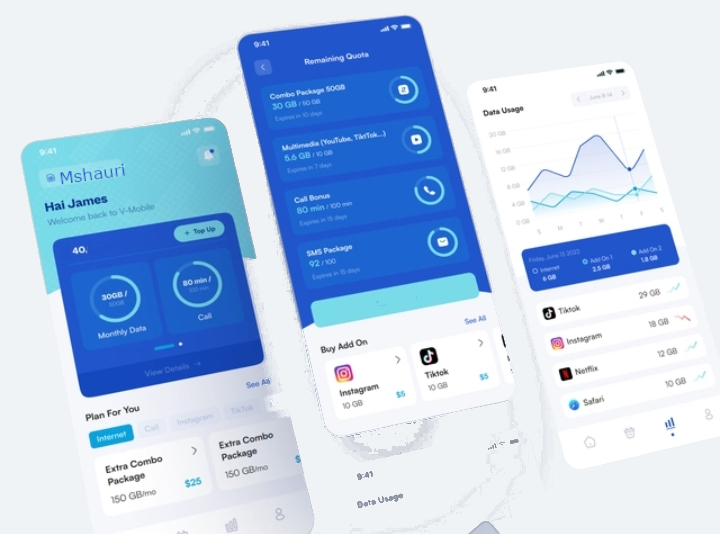 9:41
Mshauri
Hai James
Welcome back to V-Mobile
40.
+ Top Up
30GB /
50GB
Monthly Data
80 min /
100 min
Call
View Details →
See All
Plan For You
Internet
Call
Instagram
TikTok
Extra Combo
Package
150 GB/mo
$25
Extra Combo
Package
150 GB/mo
9:41
Remaining Quota
Combo Package 50GB
30 GB / 50 GB
Expires in 10 days
Multimedia (YouTube, TikTok...)
5.6 GB / 10 GB
Expires in 7 days
Call Bonus
80 min / 100 min
Expires in 15 days
SMS Package
92 / 100
Expires in 15 days
Buy Add On
See All
Instagram
10 GB
$5
Tiktok
10 GB
$5
9:41
Data Usage
June 8-14
20 GB
16 GB
12 GB
8 GB
4 GB
0 GB
S
M
T
W
T
F
S
Friday, June 13 2022
Internet
6 GB
Add On 1
2.5 GB
Add On 2
1.8 GB
Tiktok
29 GB
Instagram
18 GB
Netflix
12 GB
Safari
10 GB
9:41
Data Usage